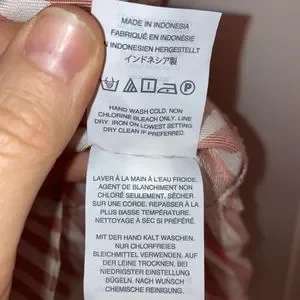 MADE IN INDONESIA
FABRIQUÉ EN INDONÉSIE
IN INDONESIEN HERGESTELLT
インドネシア製
HAND WASH COLD. NON
CHLORINE BLEACH ONLY. LINE
DRY. IRON ON LOWEST SETTING.
DRY CLEAN IF PREFERRED.
LAVER À LA MAIN À L'EAU FROIDE.
AGENT DE BLANCHIMENT NON
CHLORÉ SEULEMENT. SÉCHER
SUR UNE CORDE. REPASSER À LA
PLUS BASSE TEMPÉRATURE.
NETTOYAGE À SEC SI PRÉFÉRÉ.
MIT DER HAND KALT WASCHEN.
NUR CHLORFREIES
BLEICHMITTEL VERWENDEN. AUF
DER LEINE TROCKNEN. BEI
NIEDRIGSTER EINSTELLUNG
BÜGELN. NACH WUNSCH
CHEMISCHE REINIGUNG.